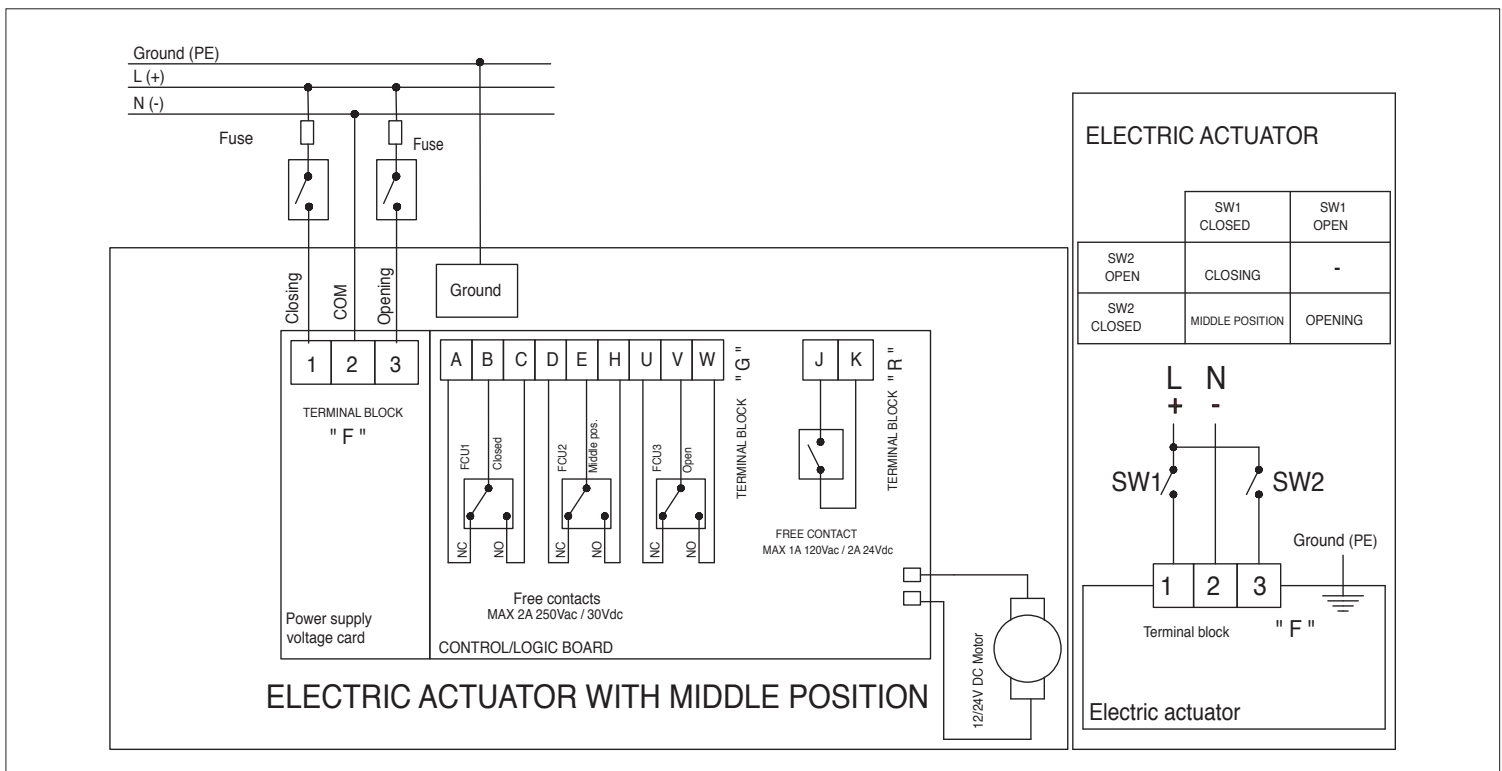 Ground (PE)
L (+)
N (-)
Fuse
Fuse
Closing
COM
Opening
Ground
1 2 3
TERMINAL BLOCK
" F "
A B C D E H U V W
TERMINAL BLOCK " G "
J K
TERMINAL BLOCK " R "
FCU1
Closed
FCU2
Middle pos.
FCU3
Open
NC
NO
NC
NO
NC
NO
FREE CONTACT
MAX 1A 120Vac / 2A 24Vdc
Free contacts
MAX 2A 250Vac / 30Vdc
Power supply
voltage card
CONTROL/LOGIC BOARD
12/24V DC Motor
ELECTRIC ACTUATOR WITH MIDDLE POSITION
ELECTRIC ACTUATOR
SW1
CLOSED
SW1
OPEN
SW2
OPEN
CLOSING
-
SW2
CLOSED
MIDDLE POSITION
OPENING
L N
+ -
SW1
SW2
Ground (PE)
1 2 3
Terminal block
" F "
Electric actuator